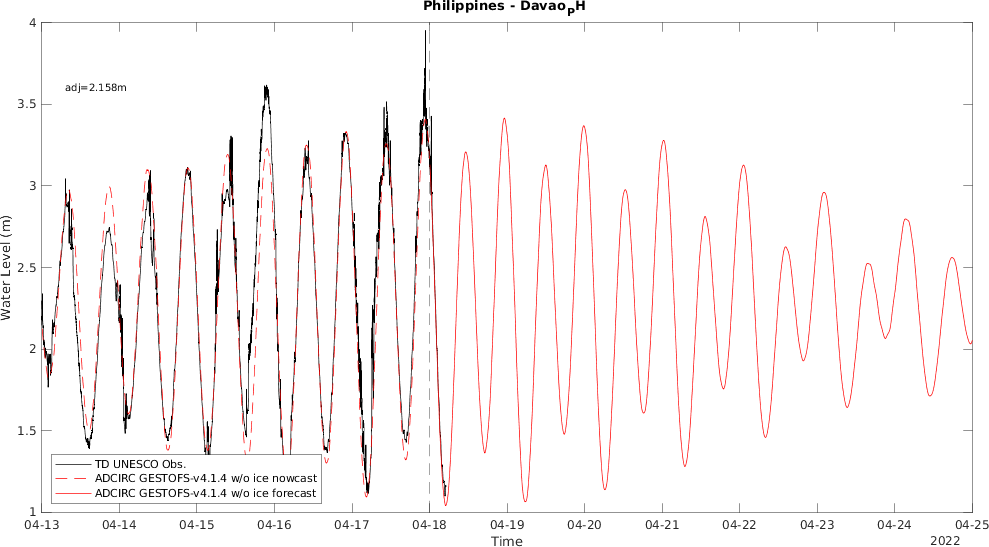 Philippines - DavaopH
4
adj=2.158m
3.5
3
2.5
2
1.5
1
Water Level (m)
TD UNESCO Obs.
ADCIRC GESTOFS-v4.1.4 w/o ice nowcast
ADCIRC GESTOFS-v4.1.4 w/o ice forecast
04-13 04-14 04-15 04-16 04-17 04-18 04-19 04-20 04-21 04-22 04-23 04-24 04-25
Time
2022